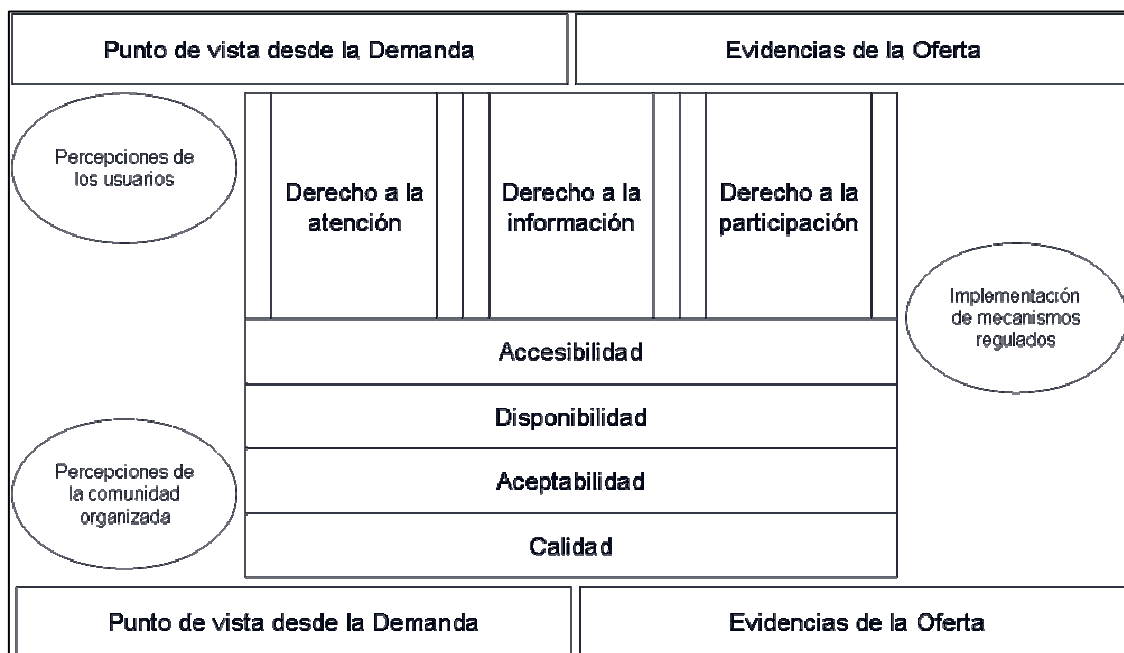 Punto de vista desde la Demanda
Evidencias de la Oferta
Percepciones de
los usuarios
Derecho a la
atención
Derecho a la
información
Derecho a la
participación
Implementación
de mecanismos
regulados
Accesibilidad
Disponibilidad
Percepciones de
la comunidad
organizada
Aceptabilidad
Calidad
Punto de vista desde la Demanda
Evidencias de la Oferta